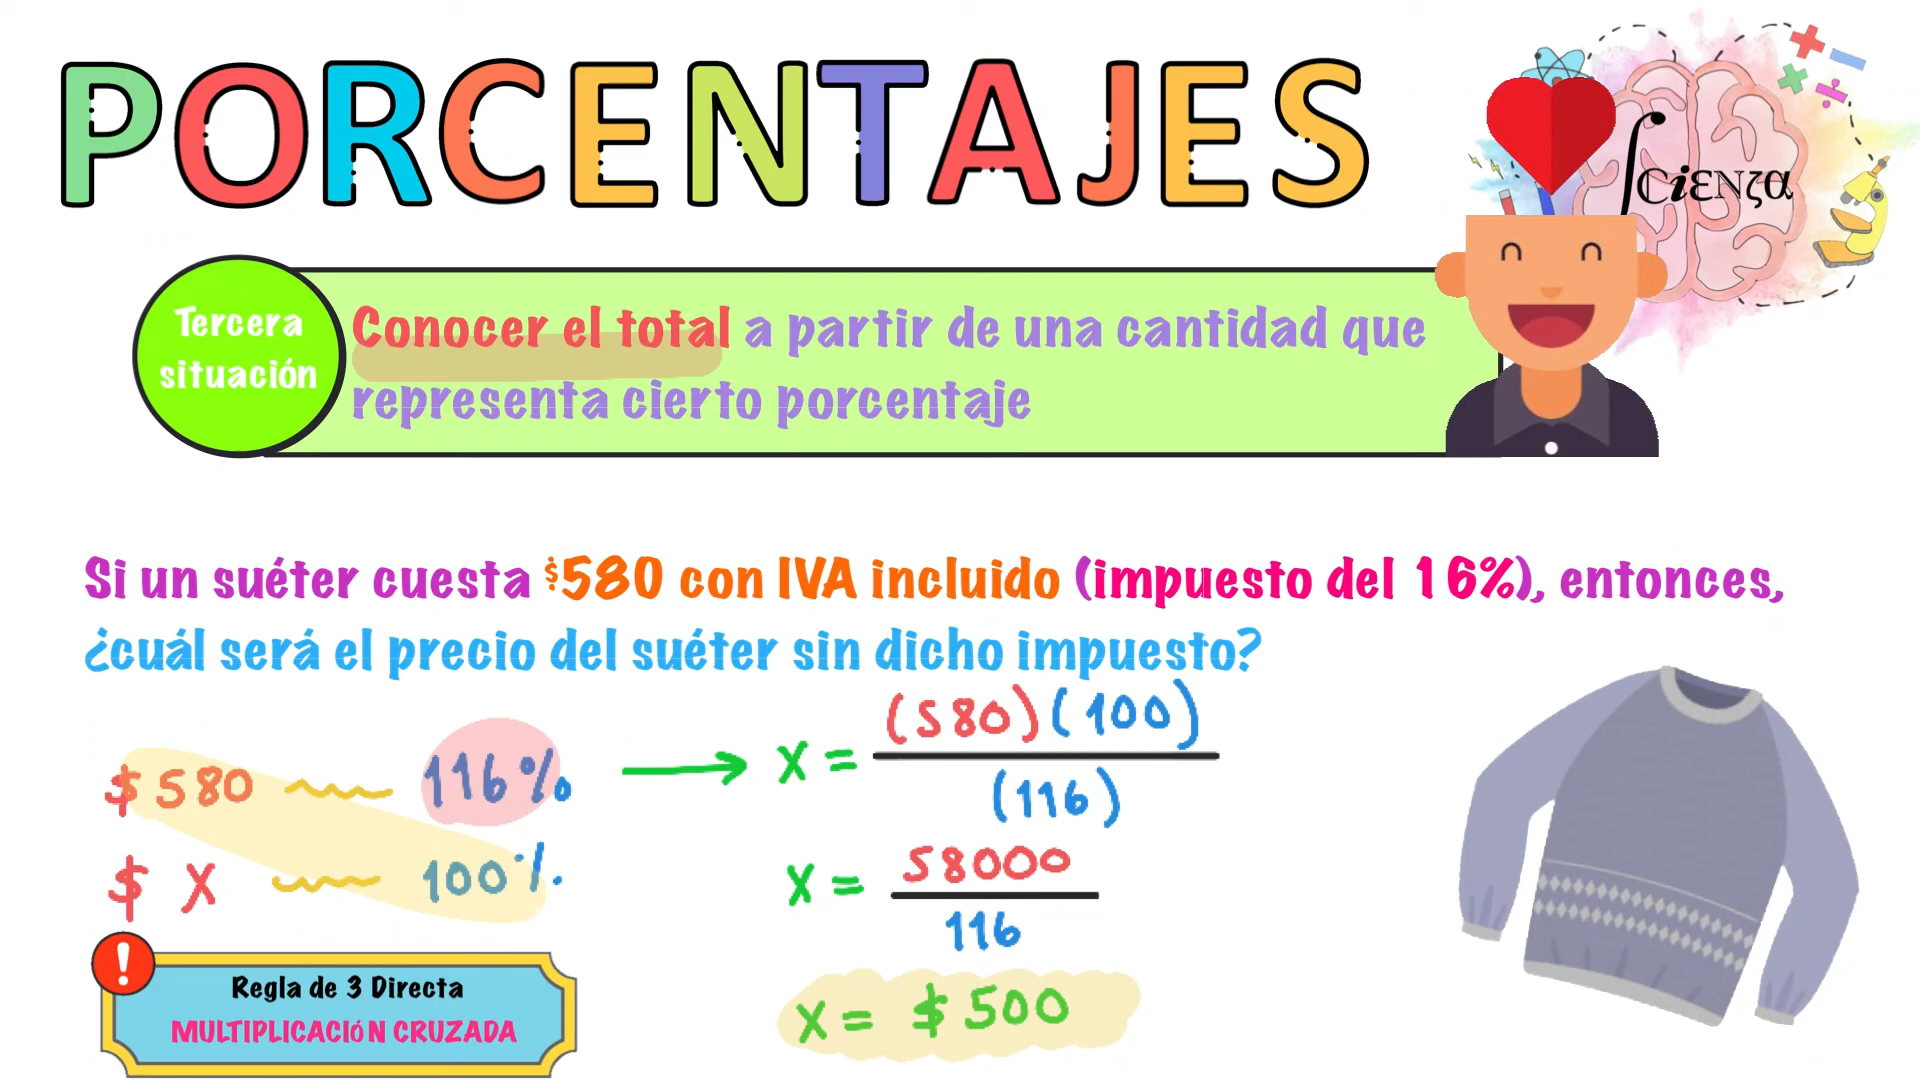 PORCENTAJES
∫CiENζα
Tercera
situación
Conocer el total a partir de una cantidad que
representa cierto porcentaje
Si un suéter cuesta $580 con IVA incluido (impuesto del 16%), entonces,
¿cuál será el precio del suéter sin dicho impuesto?
$580 116%
$ X 100%
X = (580)(100)
(116)
X = 58000
116
X = $500
!
Regla de 3 Directa
MULTIPLICACIÓN CRUZADA